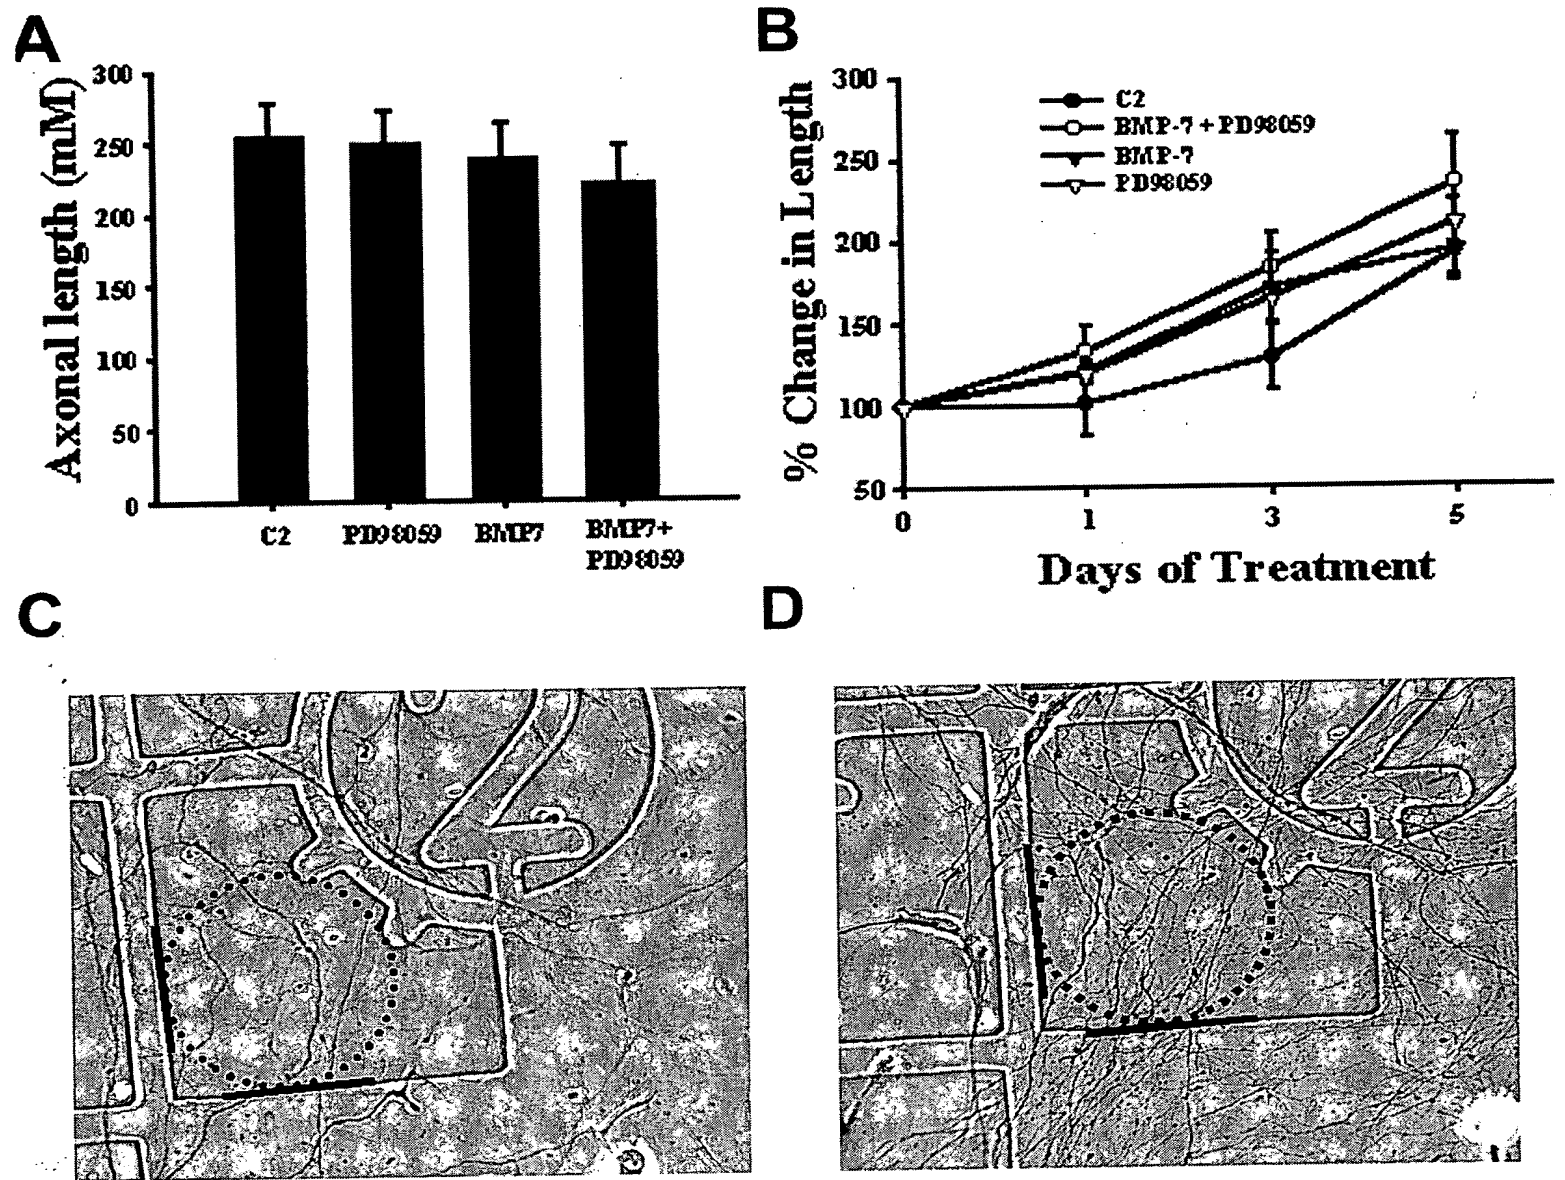 A
Axonal length (mM)
300
250
200
150
100
50
0
C2
PD98059
BMP7
BMP7+
PD98059
B
% Change in Length
300
250
200
150
100
50
C2
BMP-7 + PD98059
BMP-7
PD98059
0
1
3
5
Days of Treatment
C
D